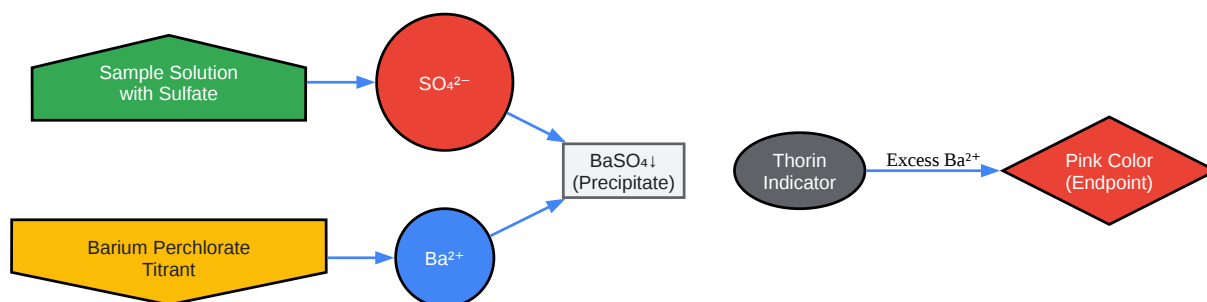 Sample Solution
with Sulfate
SO₄²⁻
BaSO₄↓
(Precipitate)
Thorin
Indicator
Excess Ba²⁺
Pink Color
(Endpoint)
Barium Perchlorate
Titrant
Ba²⁺